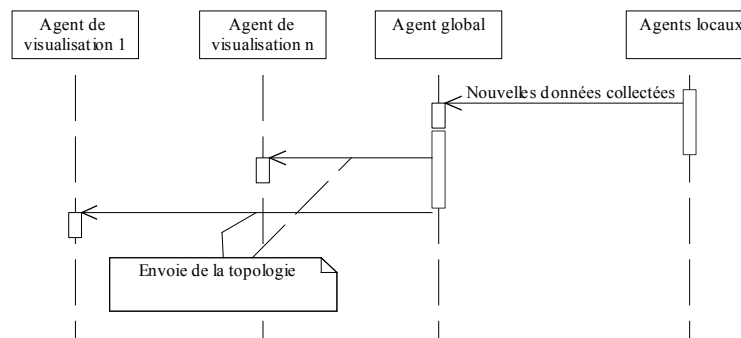 Agent de
visualisation 1
Agent de
visualisation n
Agent global
Agents locaux
Nouvelles données collectées
Envoie de la topologie